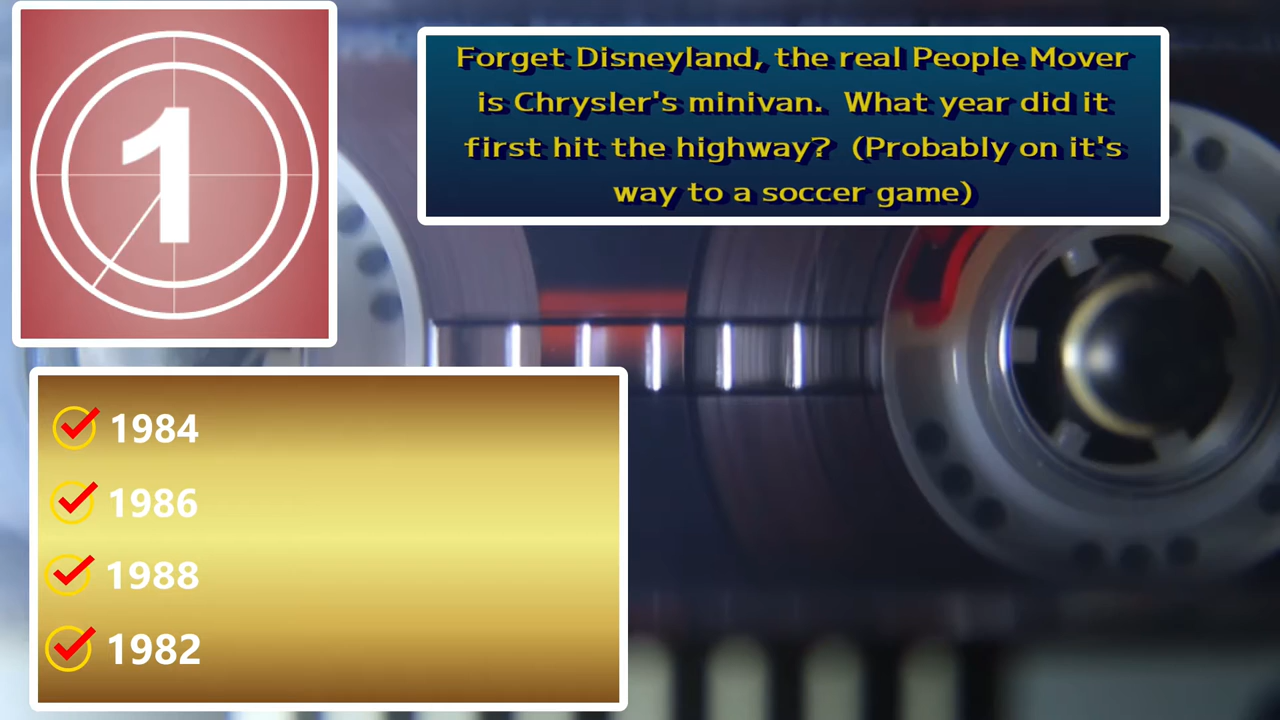 1
Forget Disneyland, the real People Mover
is Chrysler's minivan.  What year did it
first hit the highway?  (Probably on it's
way to a soccer game)
1984
1986
1988
1982